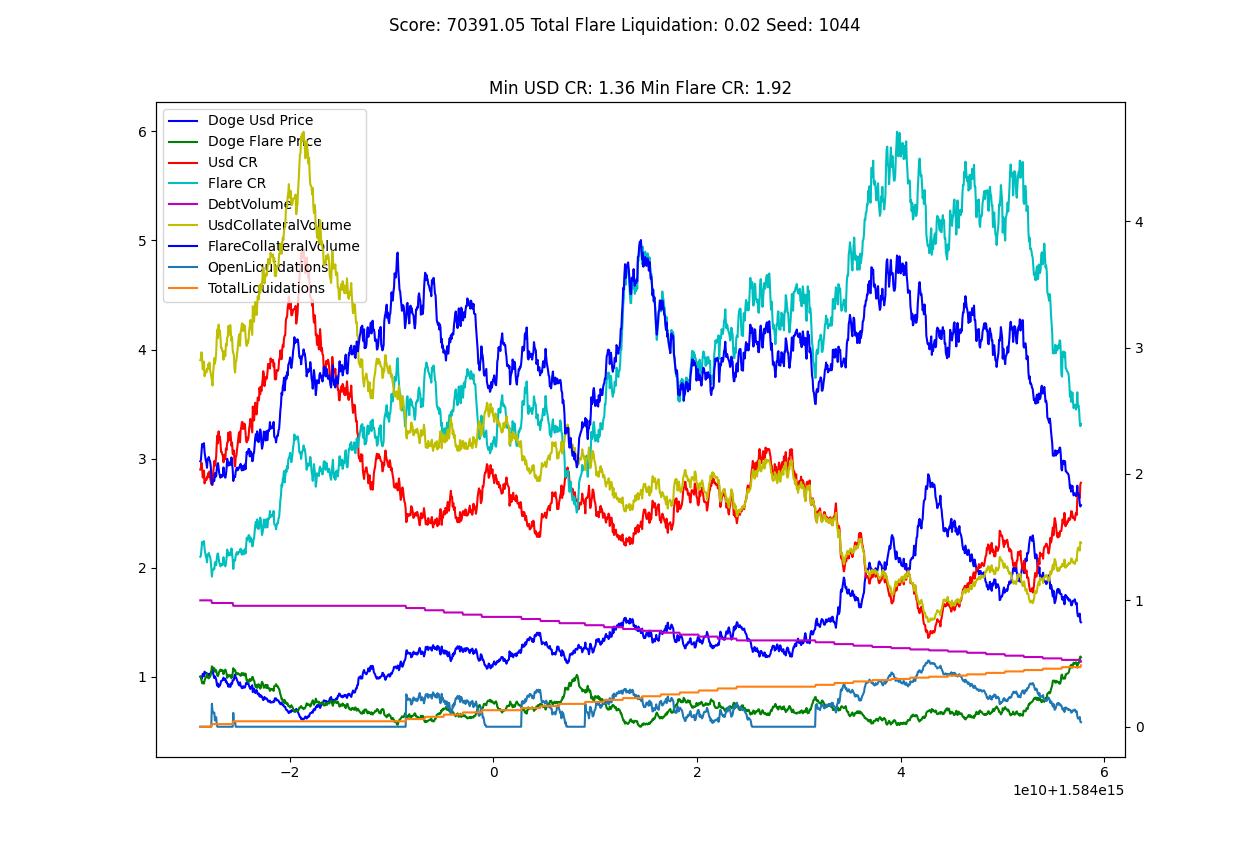 Score: 70391.05 Total Flare Liquidation: 0.02 Seed: 1044
Min USD CR: 1.36 Min Flare CR: 1.92
Doge Usd Price
Doge Flare Price
Usd CR
Flare CR
DebtVolume
UsdCollateralVolume
FlareCollateralVolume
OpenLiquidations
TotalLiquidations
6
5
4
3
2
1
4
3
2
1
0
−2
0
2
4
6
1e10+1.584e15